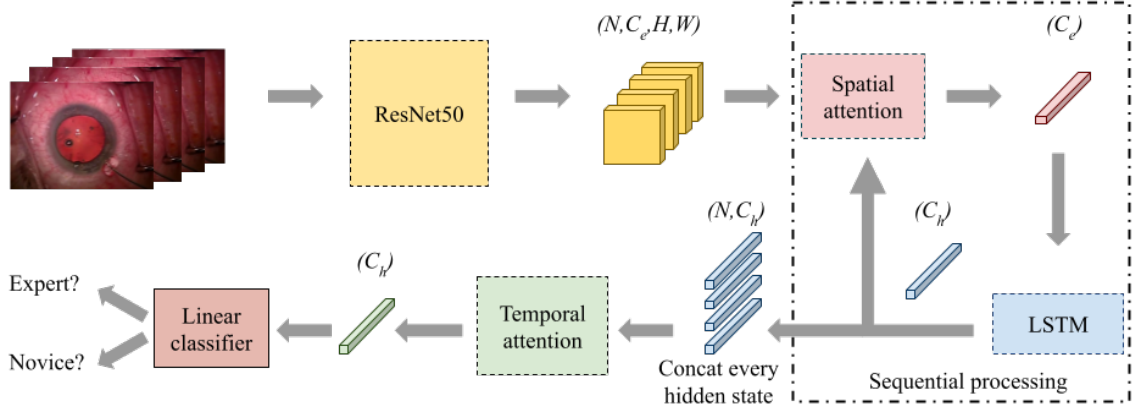 (N,Cₑ,H,W)
(Cₑ)
ResNet50
Spatial
attention
(N,Cₕ)
(Cₕ)
(Cₕ)
Expert?
Novice?
Linear
classifier
Temporal
attention
LSTM
Concat every
hidden state
Sequential processing